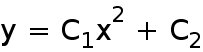 y = C₁x² + C₂